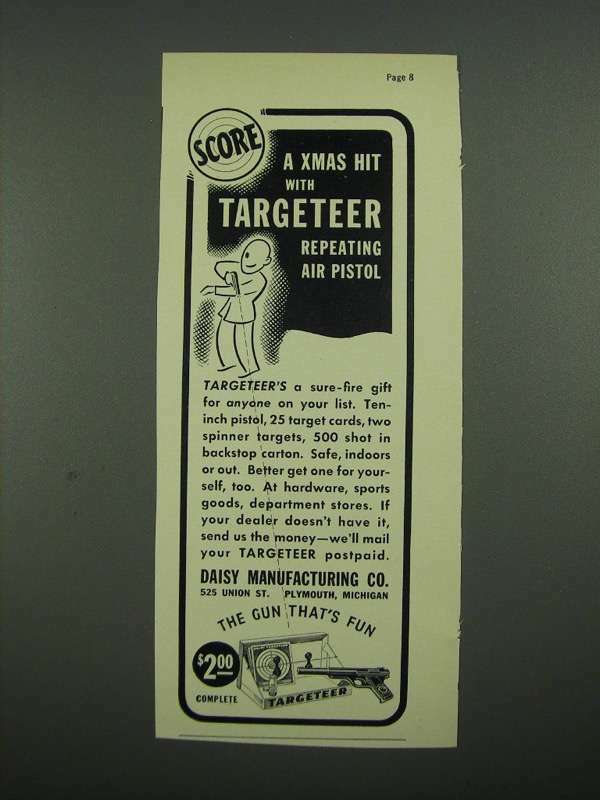 Page 8
SCORE
A XMAS HIT
WITH
TARGETEER
REPEATING
AIR PISTOL
TARGETEER'S a sure-fire gift
for anyone on your list. Ten-
inch pistol, 25 target cards, two
spinner targets, 500 shot in
backstop carton. Safe, indoors
or out. Better get one for your-
self, too. At hardware, sports
goods, department stores. If
your dealer doesn't have it,
send us the money—we'll mail
your TARGETEER postpaid.
DAISY MANUFACTURING CO.
525 UNION ST. PLYMOUTH, MICHIGAN
THE GUN THAT'S FUN
$2.00
COMPLETE
TARGETEER